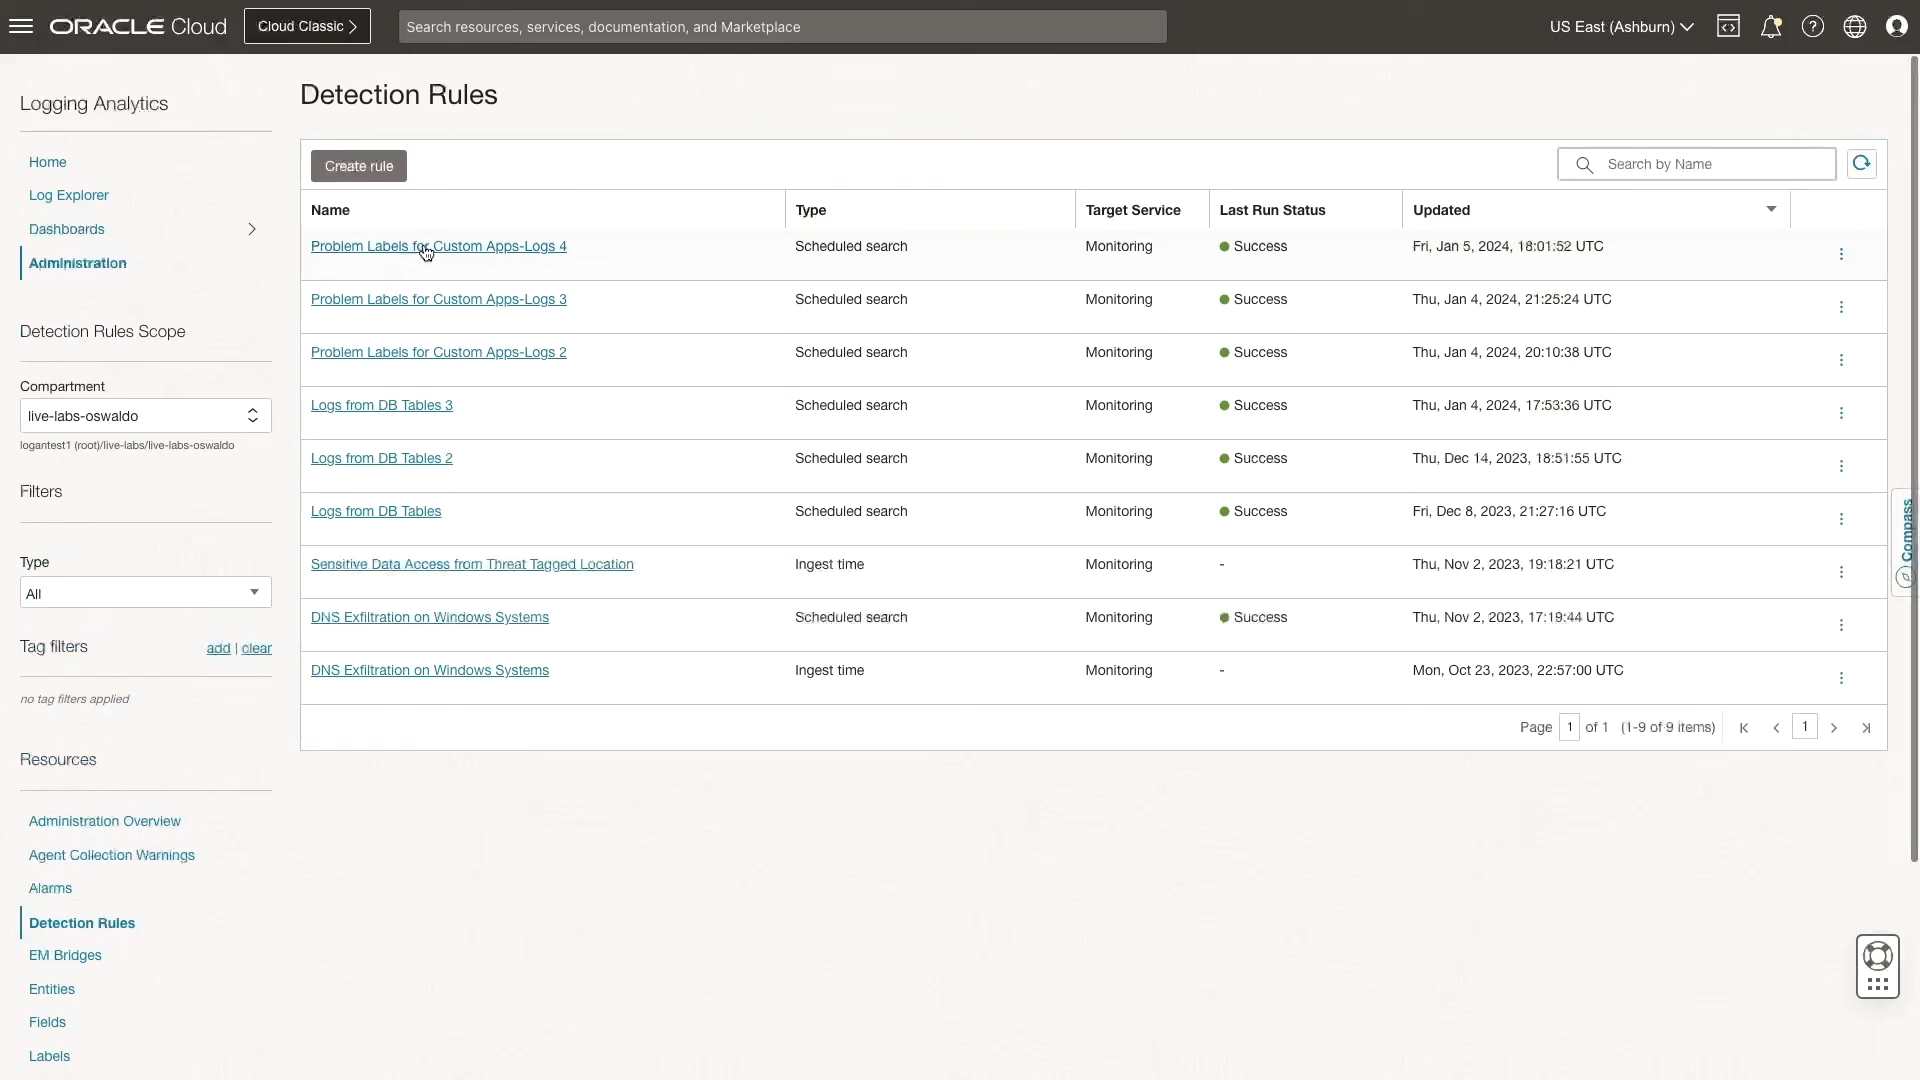 ORACLE Cloud
Cloud Classic
Search resources, services, documentation, and Marketplace
US East (Ashburn)
Logging Analytics
Home
Log Explorer
Dashboards
Administration
Detection Rules Scope
Compartment
live-labs-oswaldo
logantest1 (root)/live-labs/live-labs-oswaldo
Filters
Type
All
Tag filters add | clear
no tag filters applied
Resources
Administration Overview
Agent Collection Warnings
Alarms
Detection Rules
EM Bridges
Entities
Fields
Labels
Detection Rules
Create rule
Search by Name
Name Type Target Service Last Run Status Updated
Problem Labels for Custom Apps-Logs 4 Scheduled search Monitoring Success Fri, Jan 5, 2024, 18:01:52 UTC
Problem Labels for Custom Apps-Logs 3 Scheduled search Monitoring Success Thu, Jan 4, 2024, 21:25:24 UTC
Problem Labels for Custom Apps-Logs 2 Scheduled search Monitoring Success Thu, Jan 4, 2024, 20:10:38 UTC
Logs from DB Tables 3 Scheduled search Monitoring Success Thu, Jan 4, 2024, 17:53:36 UTC
Logs from DB Tables 2 Scheduled search Monitoring Success Thu, Dec 14, 2023, 18:51:55 UTC
Logs from DB Tables Scheduled search Monitoring Success Fri, Dec 8, 2023, 21:27:16 UTC
Sensitive Data Access from Threat Tagged Location Ingest time Monitoring - Thu, Nov 2, 2023, 19:18:21 UTC
DNS Exfiltration on Windows Systems Scheduled search Monitoring Success Thu, Nov 2, 2023, 17:19:44 UTC
DNS Exfiltration on Windows Systems Ingest time Monitoring - Mon, Oct 23, 2023, 22:57:00 UTC
Page 1 of 1 (1-9 of 9 items) 1
Compass